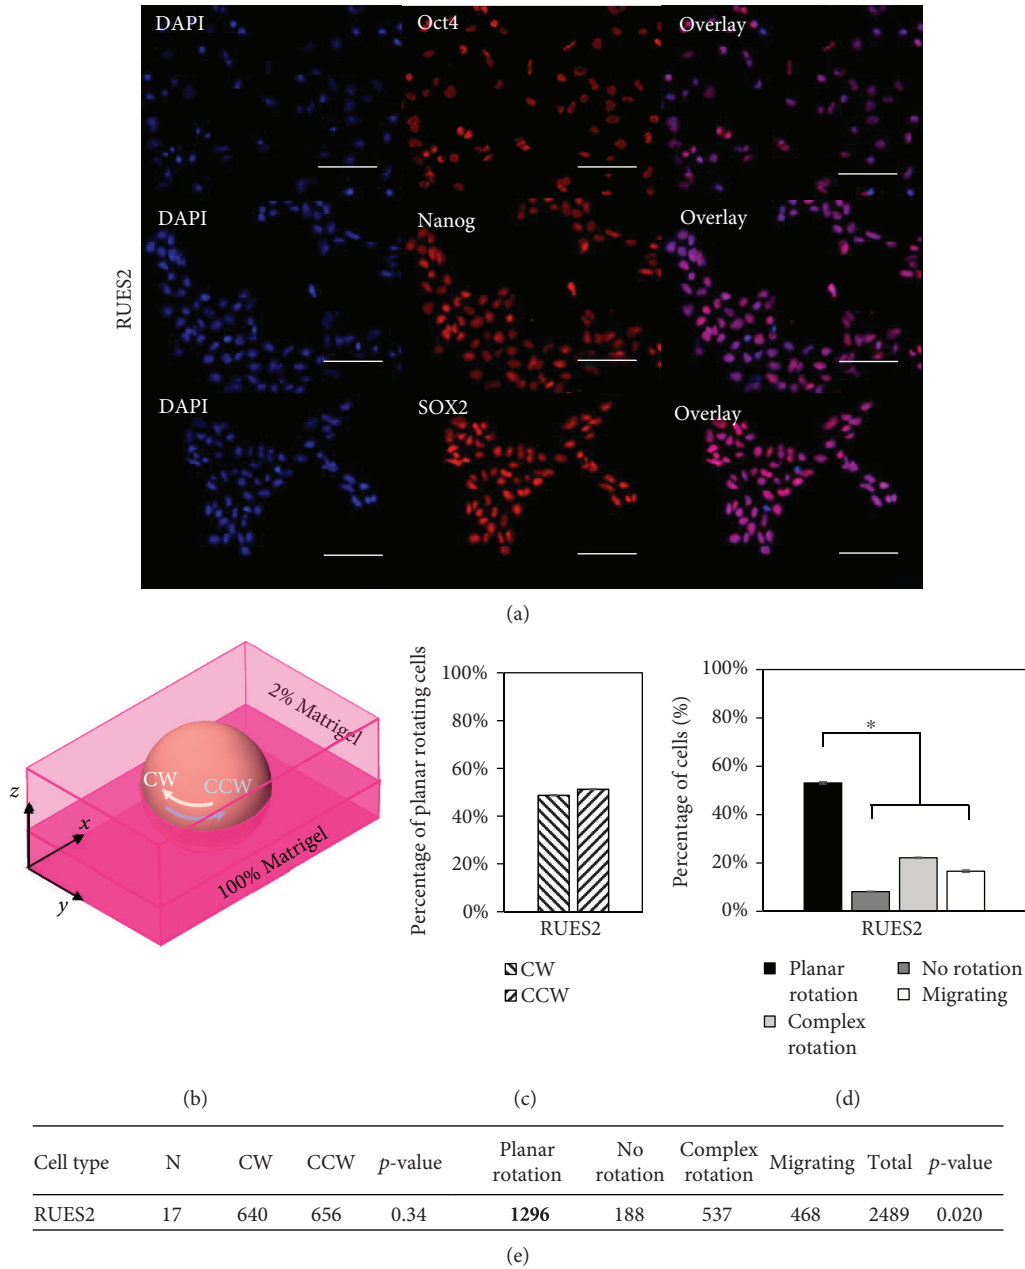 DAPI Oct4 Overlay
DAPI Nanog Overlay
RUES2
DAPI SOX2 Overlay
(a)
2% Matrigel
CW
CCW
100% Matrigel
z
x
y
(b)
Percentage of planar rotating cells
100%
80%
60%
40%
20%
0%
RUES2
CW
CCW
(c)
Percentage of cells (%)
100%
80%
60%
40%
20%
0%
*
RUES2
Planar rotation
No rotation
Complex rotation
Migrating
(d)
Cell type N CW CCW p-value Planar rotation No rotation Complex rotation Migrating Total p-value
RUES2 17 640 656 0.34 1296 188 537 468 2489 0.020
(e)